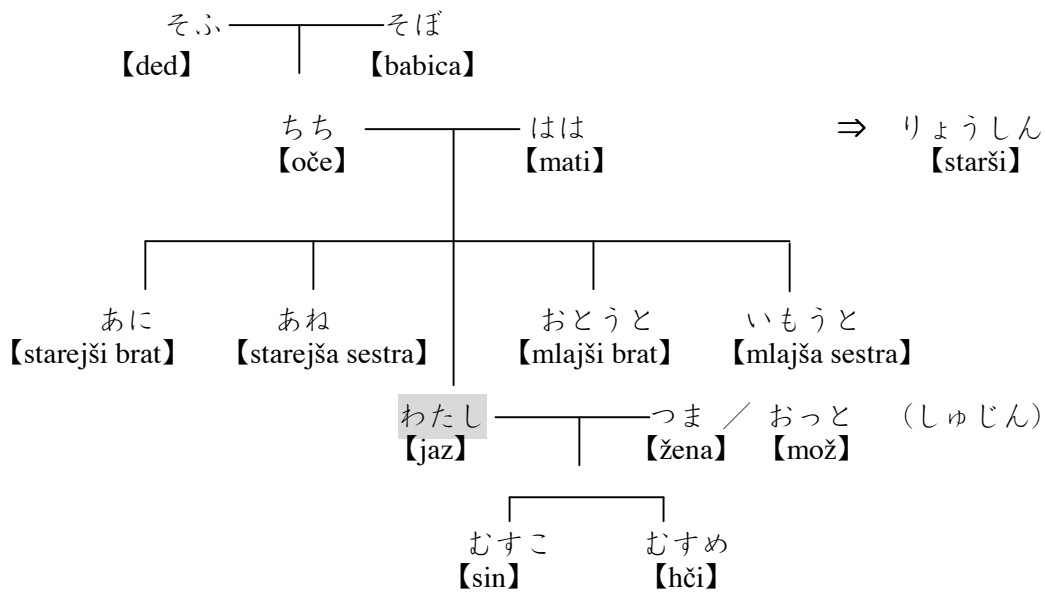 そふ そぼ
【ded】 【babica】
ちち はは ⇒ りょうしん
【oče】 【mati】 【starši】
あに あね おとうと いもうと
【starejši brat】 【starejša sestra】 【mlajši brat】 【mlajša sestra】
わたし つま ／ おっと （しゅじん）
【jaz】 【žena】 【mož】
むすこ むすめ
【sin】 【hči】